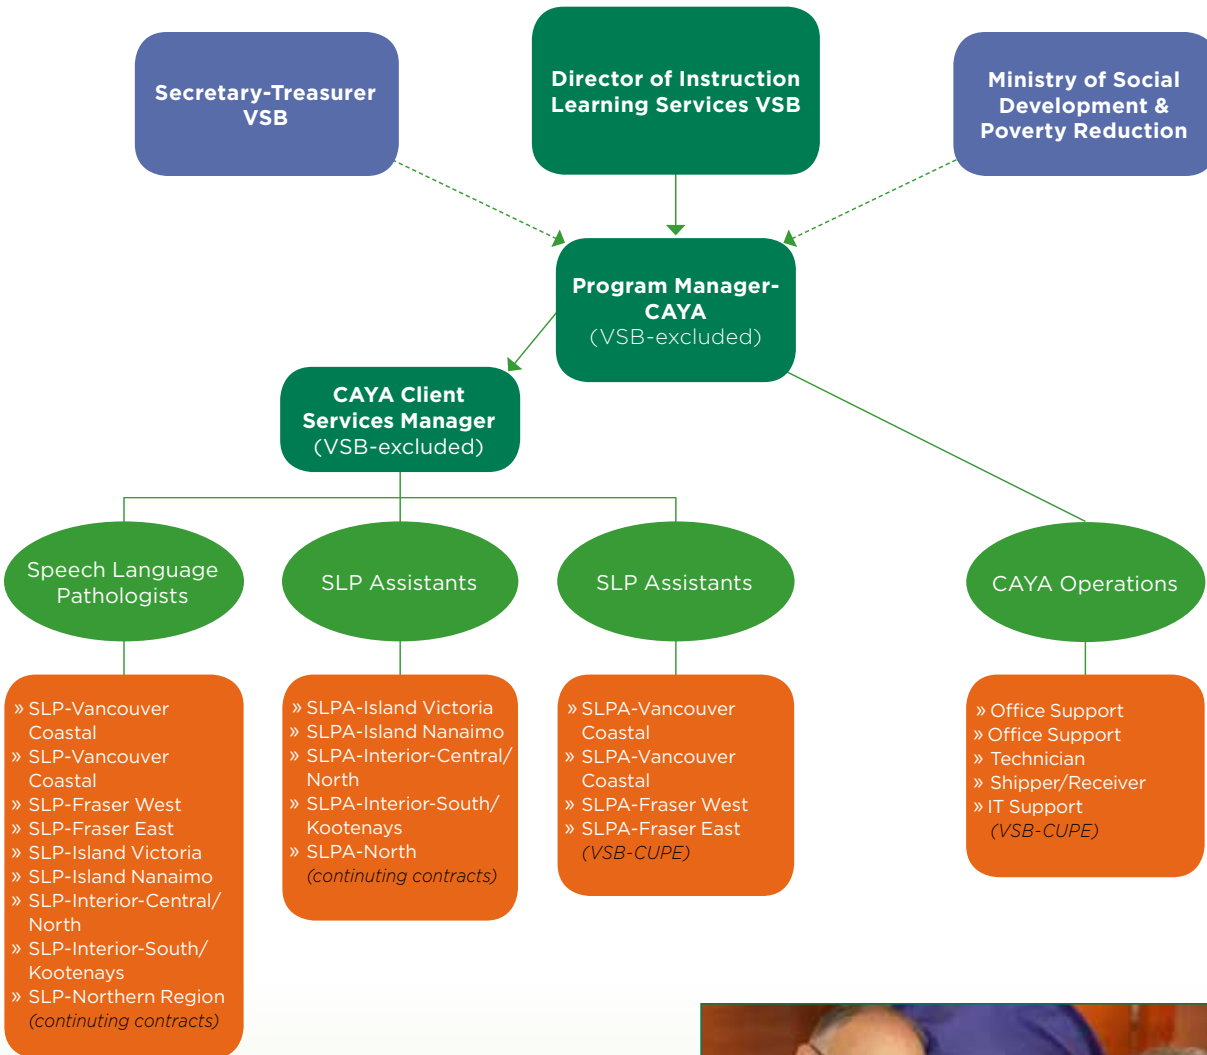 Secretary-Treasurer
VSB
Director of Instruction
Learning Services VSB
Ministry of Social
Development &
Poverty Reduction
Program Manager-
CAYA
(VSB-excluded)
CAYA Client
Services Manager
(VSB-excluded)
Speech Language
Pathologists
SLP Assistants
SLP Assistants
CAYA Operations
» SLP-Vancouver
Coastal
» SLP-Vancouver
Coastal
» SLP-Fraser West
» SLP-Fraser East
» SLP-Island Victoria
» SLP-Island Nanaimo
» SLP-Interior-Central/
North
» SLP-Interior-South/
Kootenays
» SLP-Northern Region
(continuting contracts)
» SLPA-Island Victoria
» SLPA-Island Nanaimo
» SLPA-Interior-Central/
North
» SLPA-Interior-South/
Kootenays
» SLPA-North
(continuting contracts)
» SLPA-Vancouver
Coastal
» SLPA-Vancouver
Coastal
» SLPA-Fraser West
» SLPA-Fraser East
(VSB-CUPE)
» Office Support
» Office Support
» Technician
» Shipper/Receiver
» IT Support
(VSB-CUPE)